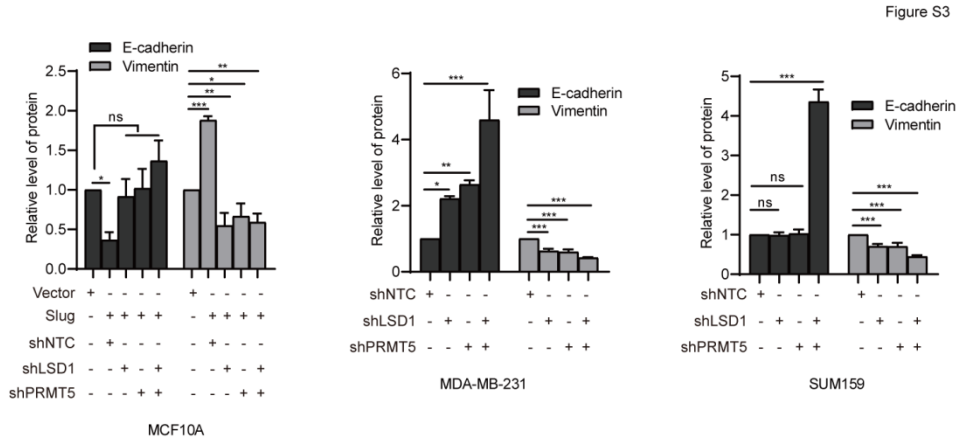 Figure S3
E-cadherin
Vimentin
Relative level of protein
2.5
2.0
1.5
1.0
0.5
0.0
ns
*
***
**
*
**
Vector + - - - - + - - - -
Slug - + + + + - + + + +
shNTC - + - - - - + - - -
shLSD1 - - + - + - - + - +
shPRMT5 - - - + + - - - + +
MCF10A
E-cadherin
Vimentin
Relative level of protein
6
4
2
0
***
**
*
***
***
***
shNTC + - - - + - - -
shLSD1 - + - + - + - +
shPRMT5 - - + + - - + +
MDA-MB-231
E-cadherin
Vimentin
Relative level of protein
5
4
3
2
1
0
***
ns
ns
***
***
***
shNTC + - - - + - - -
shLSD1 - + - + - + - +
shPRMT5 - - + + - - + +
SUM159